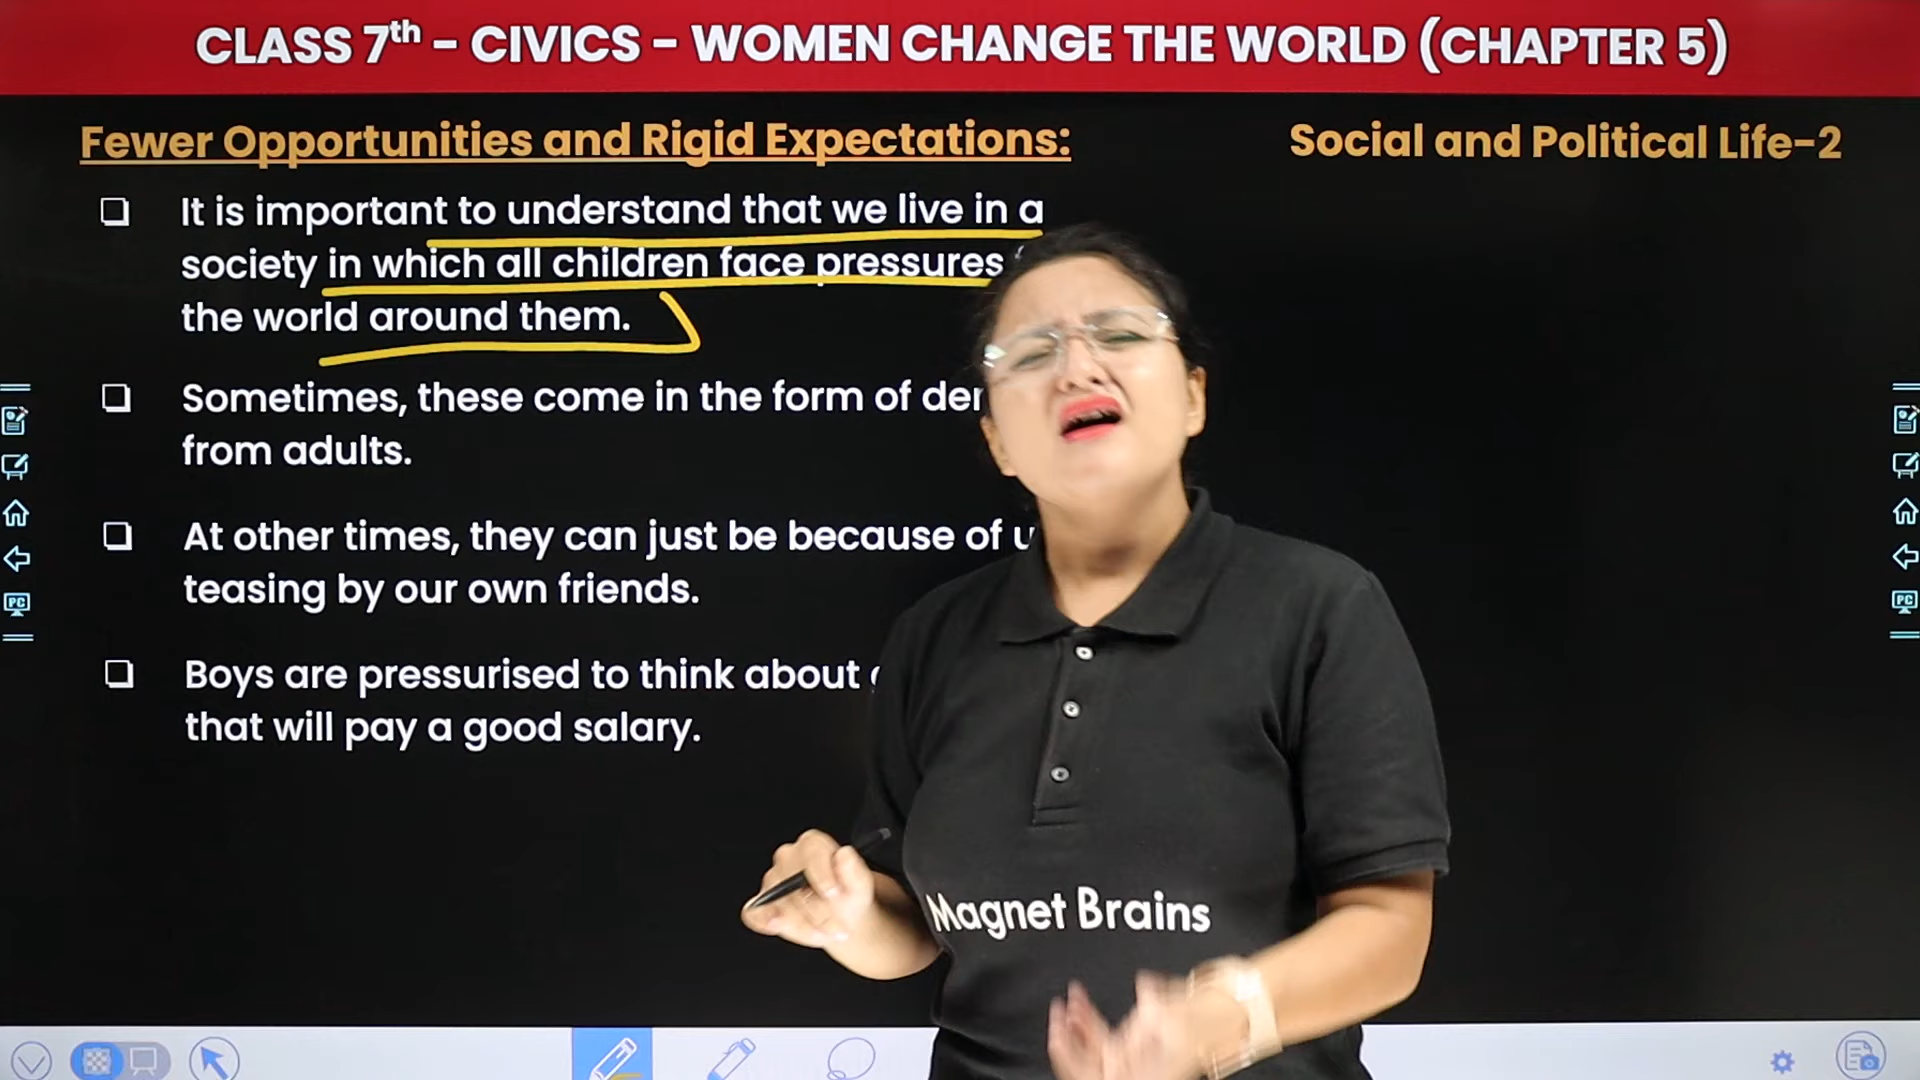 CLASS 7th - CIVICS - WOMEN CHANGE THE WORLD (CHAPTER 5)
Fewer Opportunities and Rigid Expectations:
Social and Political Life-2
❑ It is important to understand that we live in a
society in which all children face pressures
the world around them.
❑ Sometimes, these come in the form of
from adults.
❑ At other times, they can just be because of
teasing by our own friends.
❑ Boys are pressurised to think about
that will pay a good salary.
Magnet Brains
PC
PC